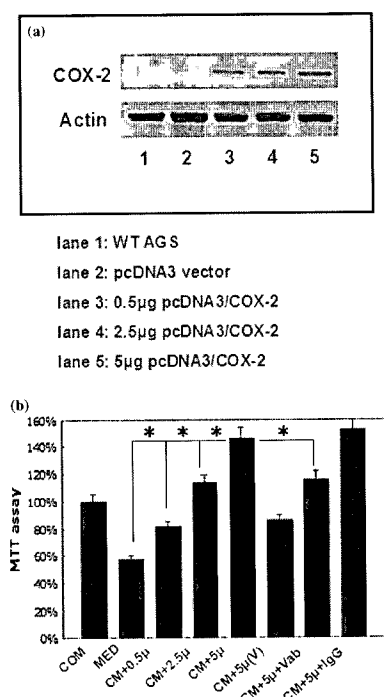 (a)
COX-2
Actin
1 2 3 4 5
lane 1: WT AGS
lane 2: pcDNA3 vector
lane 3: 0.5µg pcDNA3/COX-2
lane 4: 2.5µg pcDNA3/COX-2
lane 5: 5µg pcDNA3/COX-2
(b)
160%
140%
120%
100%
80%
60%
40%
20%
0%
MTT assay
* * * *
COM
MED
CM+0.5µ
CM+2.5µ
CM+5µ
CM+5µ(V)
CM+5µ+Vab
CM+5µ+IgG